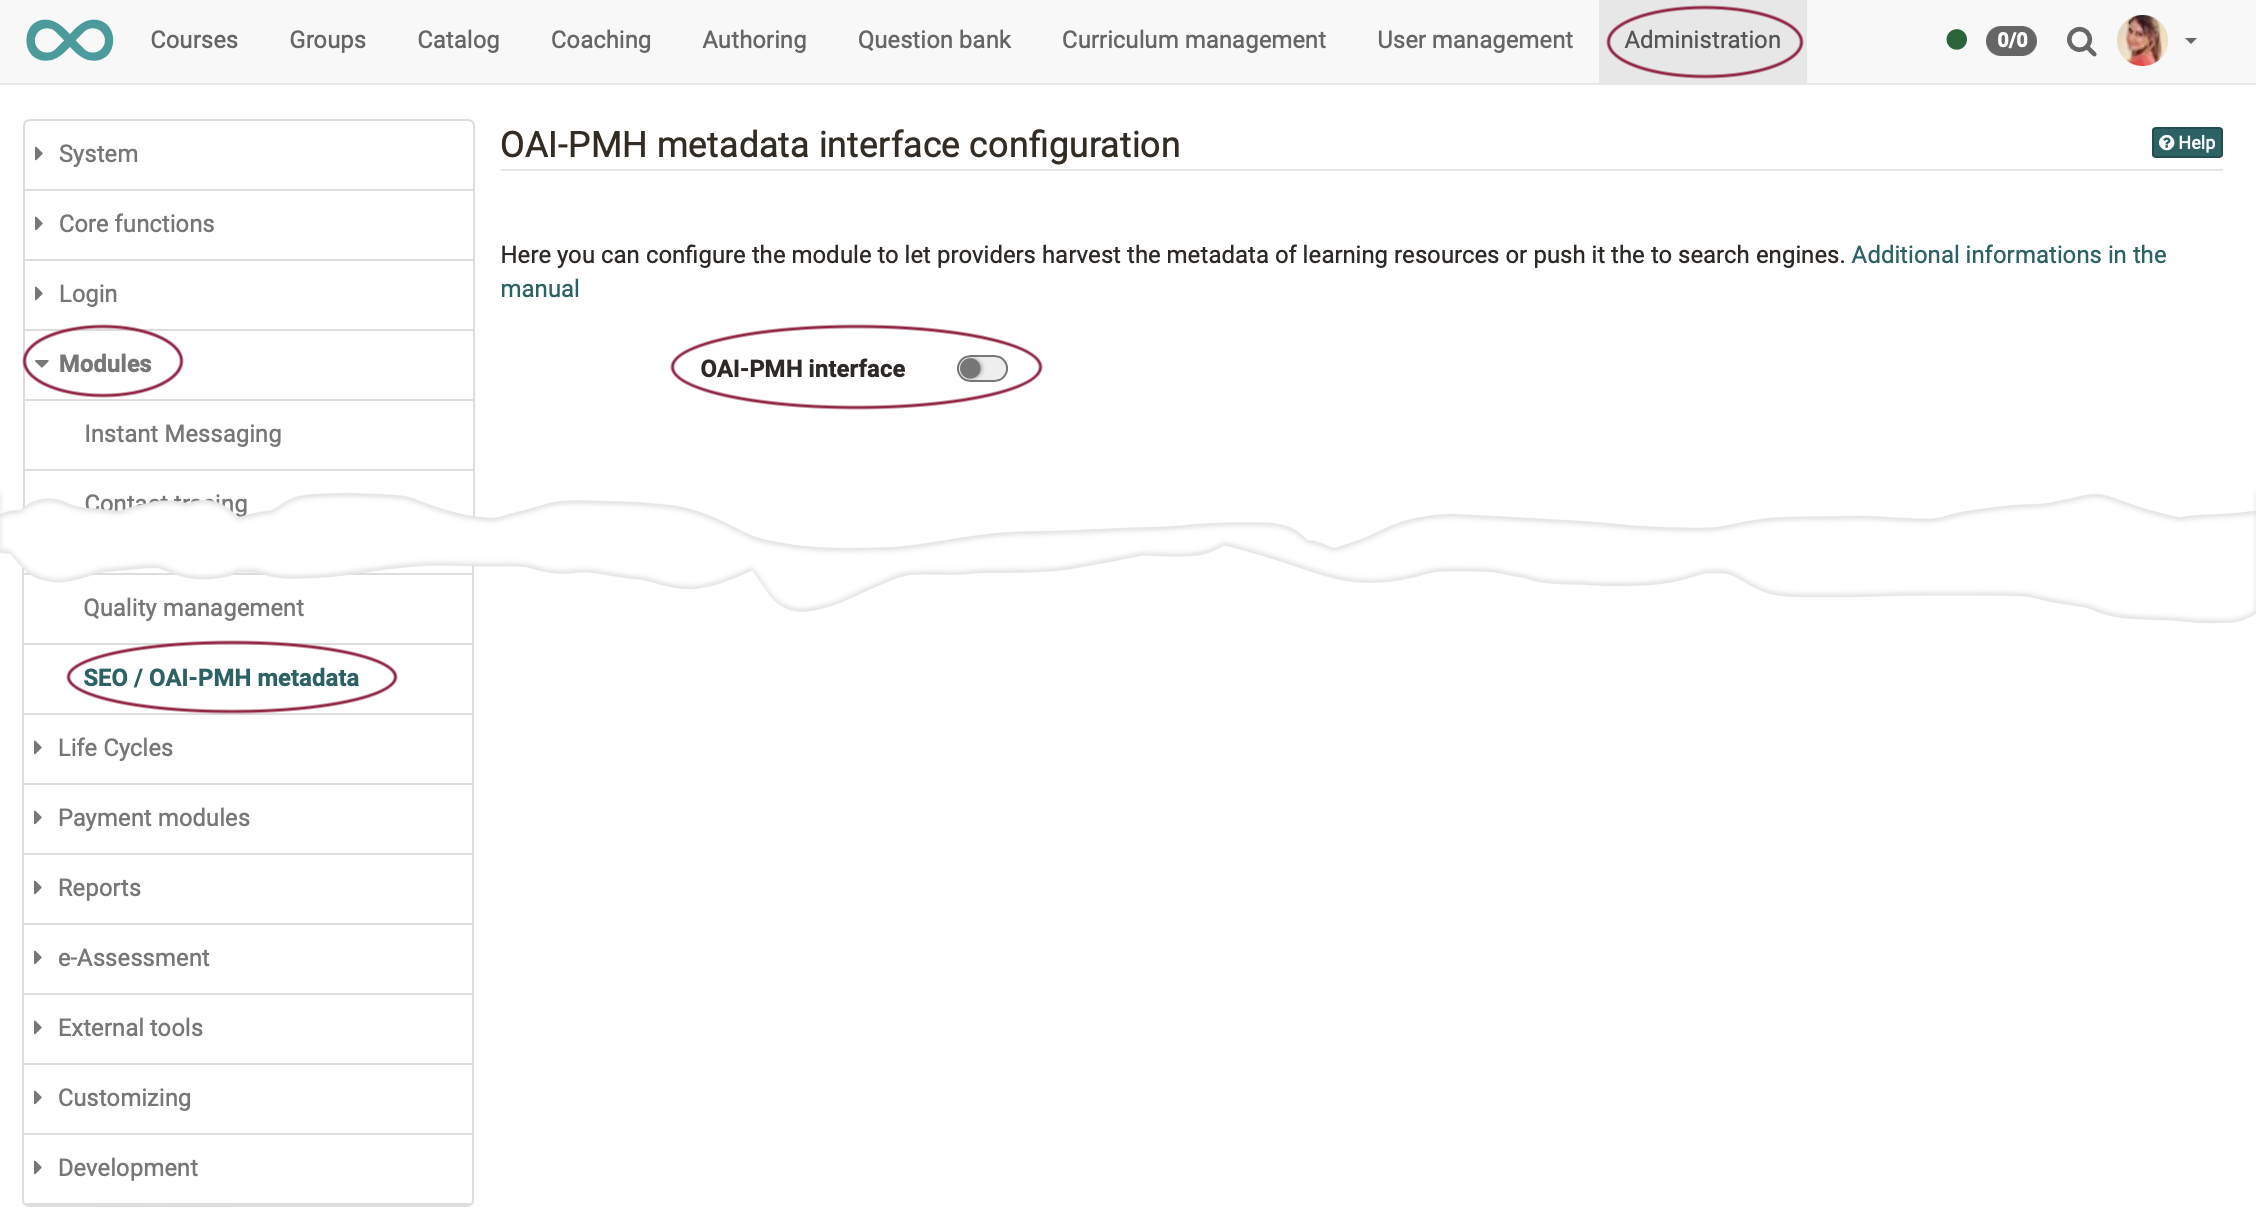 Courses Groups Catalog Coaching Authoring Question bank Curriculum management User management Administration 0/0
System
Core functions
Login
Modules
Instant Messaging
Contact tracing
Quality management
SEO / OAI-PMH metadata
Life Cycles
Payment modules
Reports
e-Assessment
External tools
Customizing
Development
OAI-PMH metadata interface configuration
Help
Here you can configure the module to let providers harvest the metadata of learning resources or push it the to search engines. Additional informations in the
manual
OAI-PMH interface